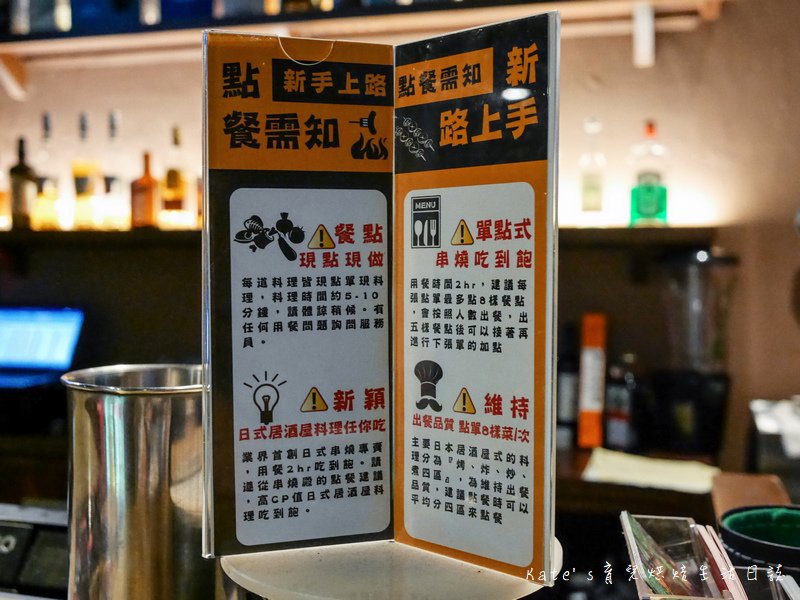 點
新手上路
餐需知
餐點
現點現做
每道料理皆現點單現料
理，料理時間約5-10
分鐘，請體諒稍候。有
任何用餐問題詢問服務
員。
新穎
日式居酒屋料理任你吃
業界首創日式串燒專賣
，用餐2hr吃到飽。請
遵從串燒殿的點餐建議
，高CP值日式居酒屋料
理吃到飽。
點餐需知
新
路上手
MENU
單點式
串燒吃到飽
用餐時間2hr，建議每
張點單最多點8樣餐點
，會按照人數出餐，出
五樣餐點後可以接著再
進行下張單的加點
維持
出餐品質 點單8樣菜/次
主要日本居酒屋式的料
理分為『烤、炸、炒、
煮四區』，為維持出餐
品質，建議點餐時可以
平均分四區來點餐
Kate's育兒烘焙生活日誌